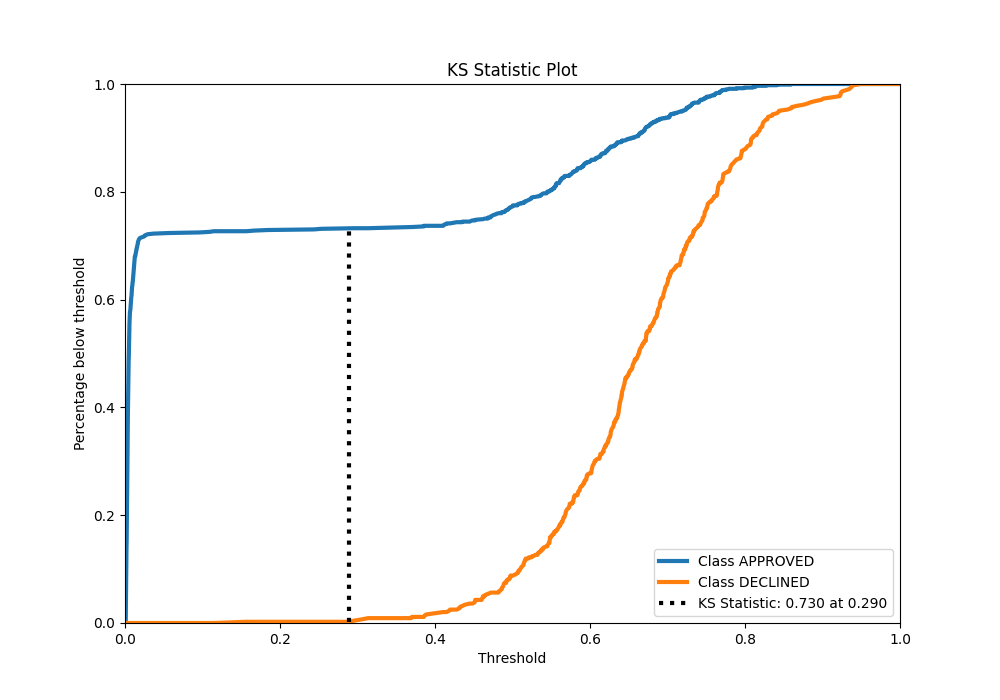 KS Statistic Plot
1.0
0.8
0.6
0.4
0.2
0.0
Percentage below threshold
0.0 0.2 0.4 0.6 0.8 1.0
Threshold
Class APPROVED
Class DECLINED
KS Statistic: 0.730 at 0.290